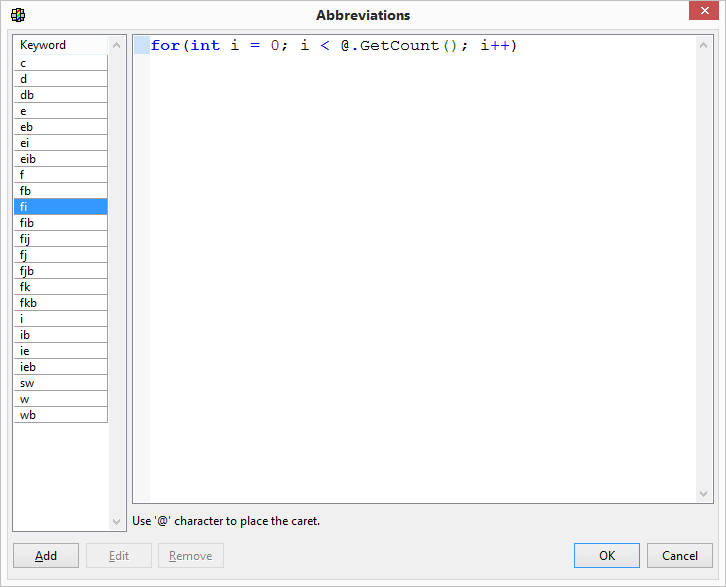 Abbreviations
Keyword
c
d
db
e
eb
ei
eib
f
fb
fi
fib
fij
fj
fjb
fk
fkb
i
ib
ie
ieb
sw
w
wb
for(int i = 0; i < @.GetCount(); i++)
Use '@' character to place the caret.
Add Edit Remove OK Cancel